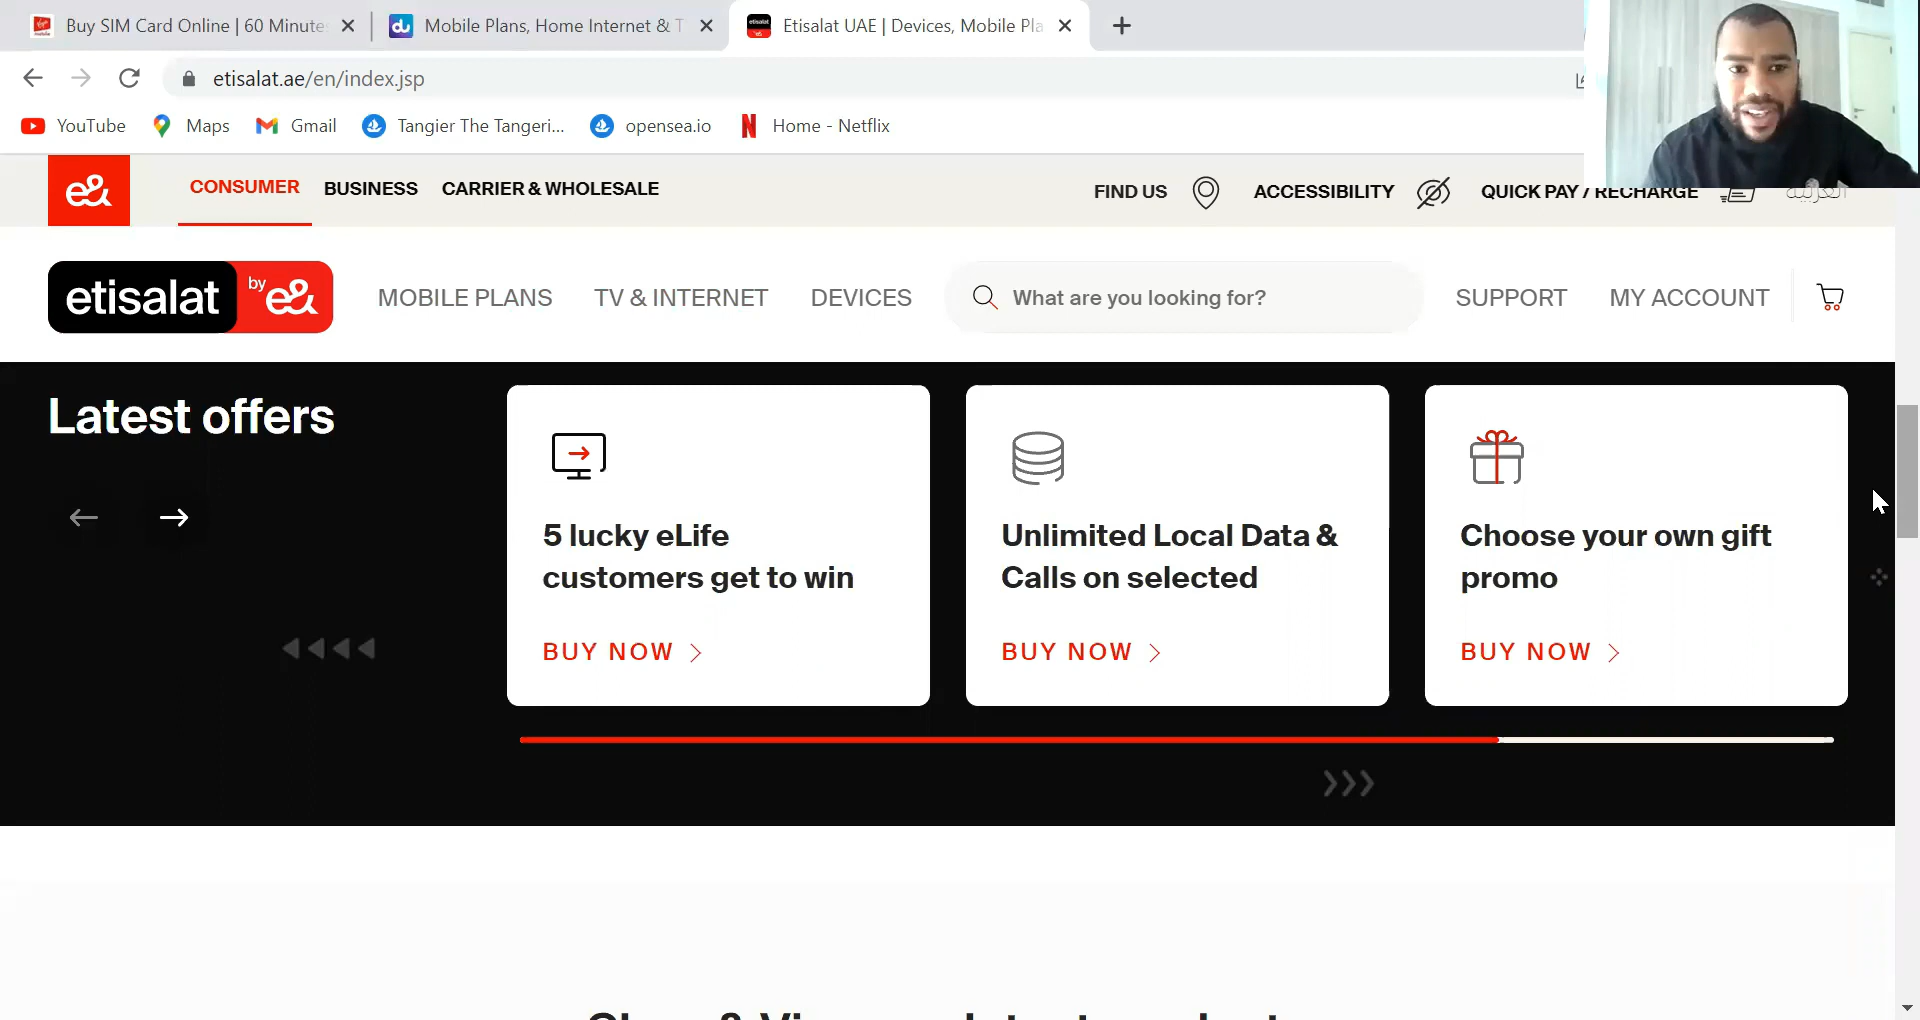 Buy SIM Card Online | 60 Minute
Mobile Plans, Home Internet & T
Etisalat UAE | Devices, Mobile Pla
etisalat.ae/en/index.jsp
YouTube
Maps
Gmail
Tangier The Tangeri...
opensea.io
Home - Netflix
e&
CONSUMER
BUSINESS
CARRIER & WHOLESALE
FIND US
ACCESSIBILITY
QUICK PAY / RECHARGE
العربية
etisalat by e&
MOBILE PLANS
TV & INTERNET
DEVICES
What are you looking for?
SUPPORT
MY ACCOUNT
Latest offers
5 lucky eLife
customers get to win
BUY NOW
Unlimited Local Data &
Calls on selected
BUY NOW
Choose your own gift
promo
BUY NOW